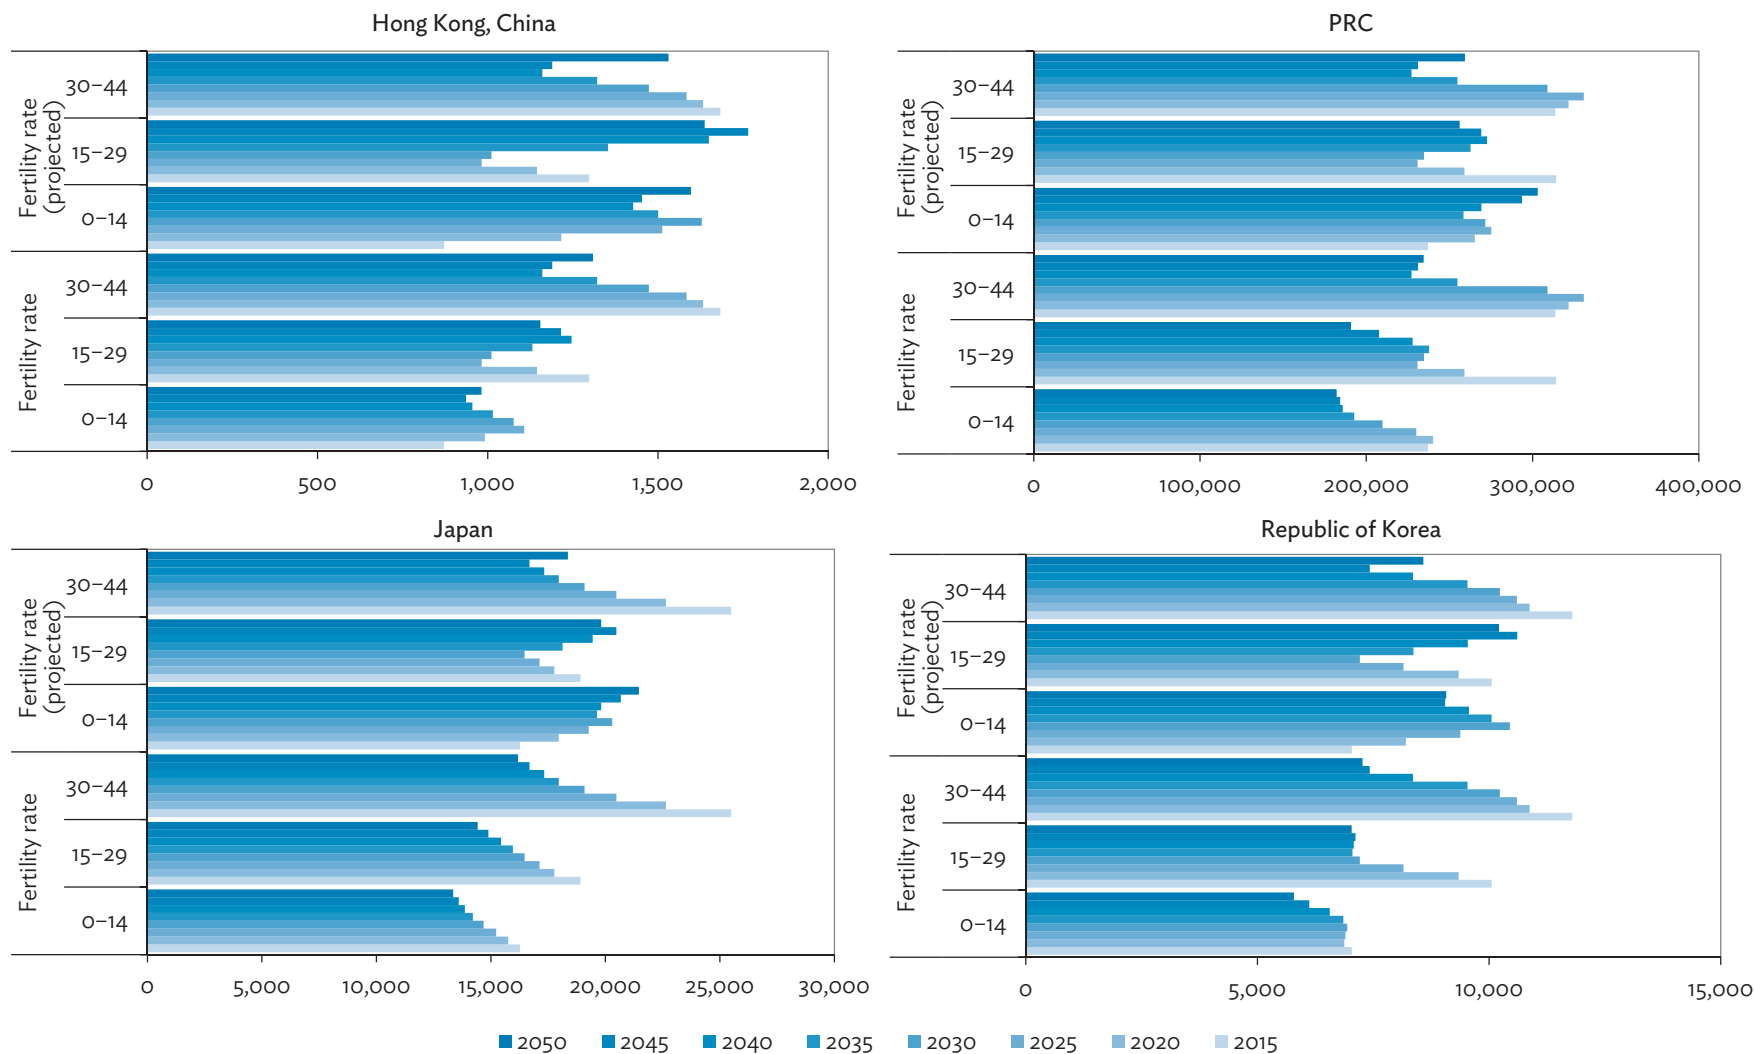 Hong Kong, China
Fertility rate
(projected)
30–44
15–29
0–14
Fertility rate
30–44
15–29
0–14
0 500 1,000 1,500 2,000
PRC
Fertility rate
(projected)
30–44
15–29
0–14
Fertility rate
30–44
15–29
0–14
0 100,000 200,000 300,000 400,000
Japan
Fertility rate
(projected)
30–44
15–29
0–14
Fertility rate
30–44
15–29
0–14
0 5,000 10,000 15,000 20,000 25,000 30,000
Republic of Korea
Fertility rate
(projected)
30–44
15–29
0–14
Fertility rate
30–44
15–29
0–14
0 5,000 10,000 15,000
2050 2045 2040 2035 2030 2025 2020 2015